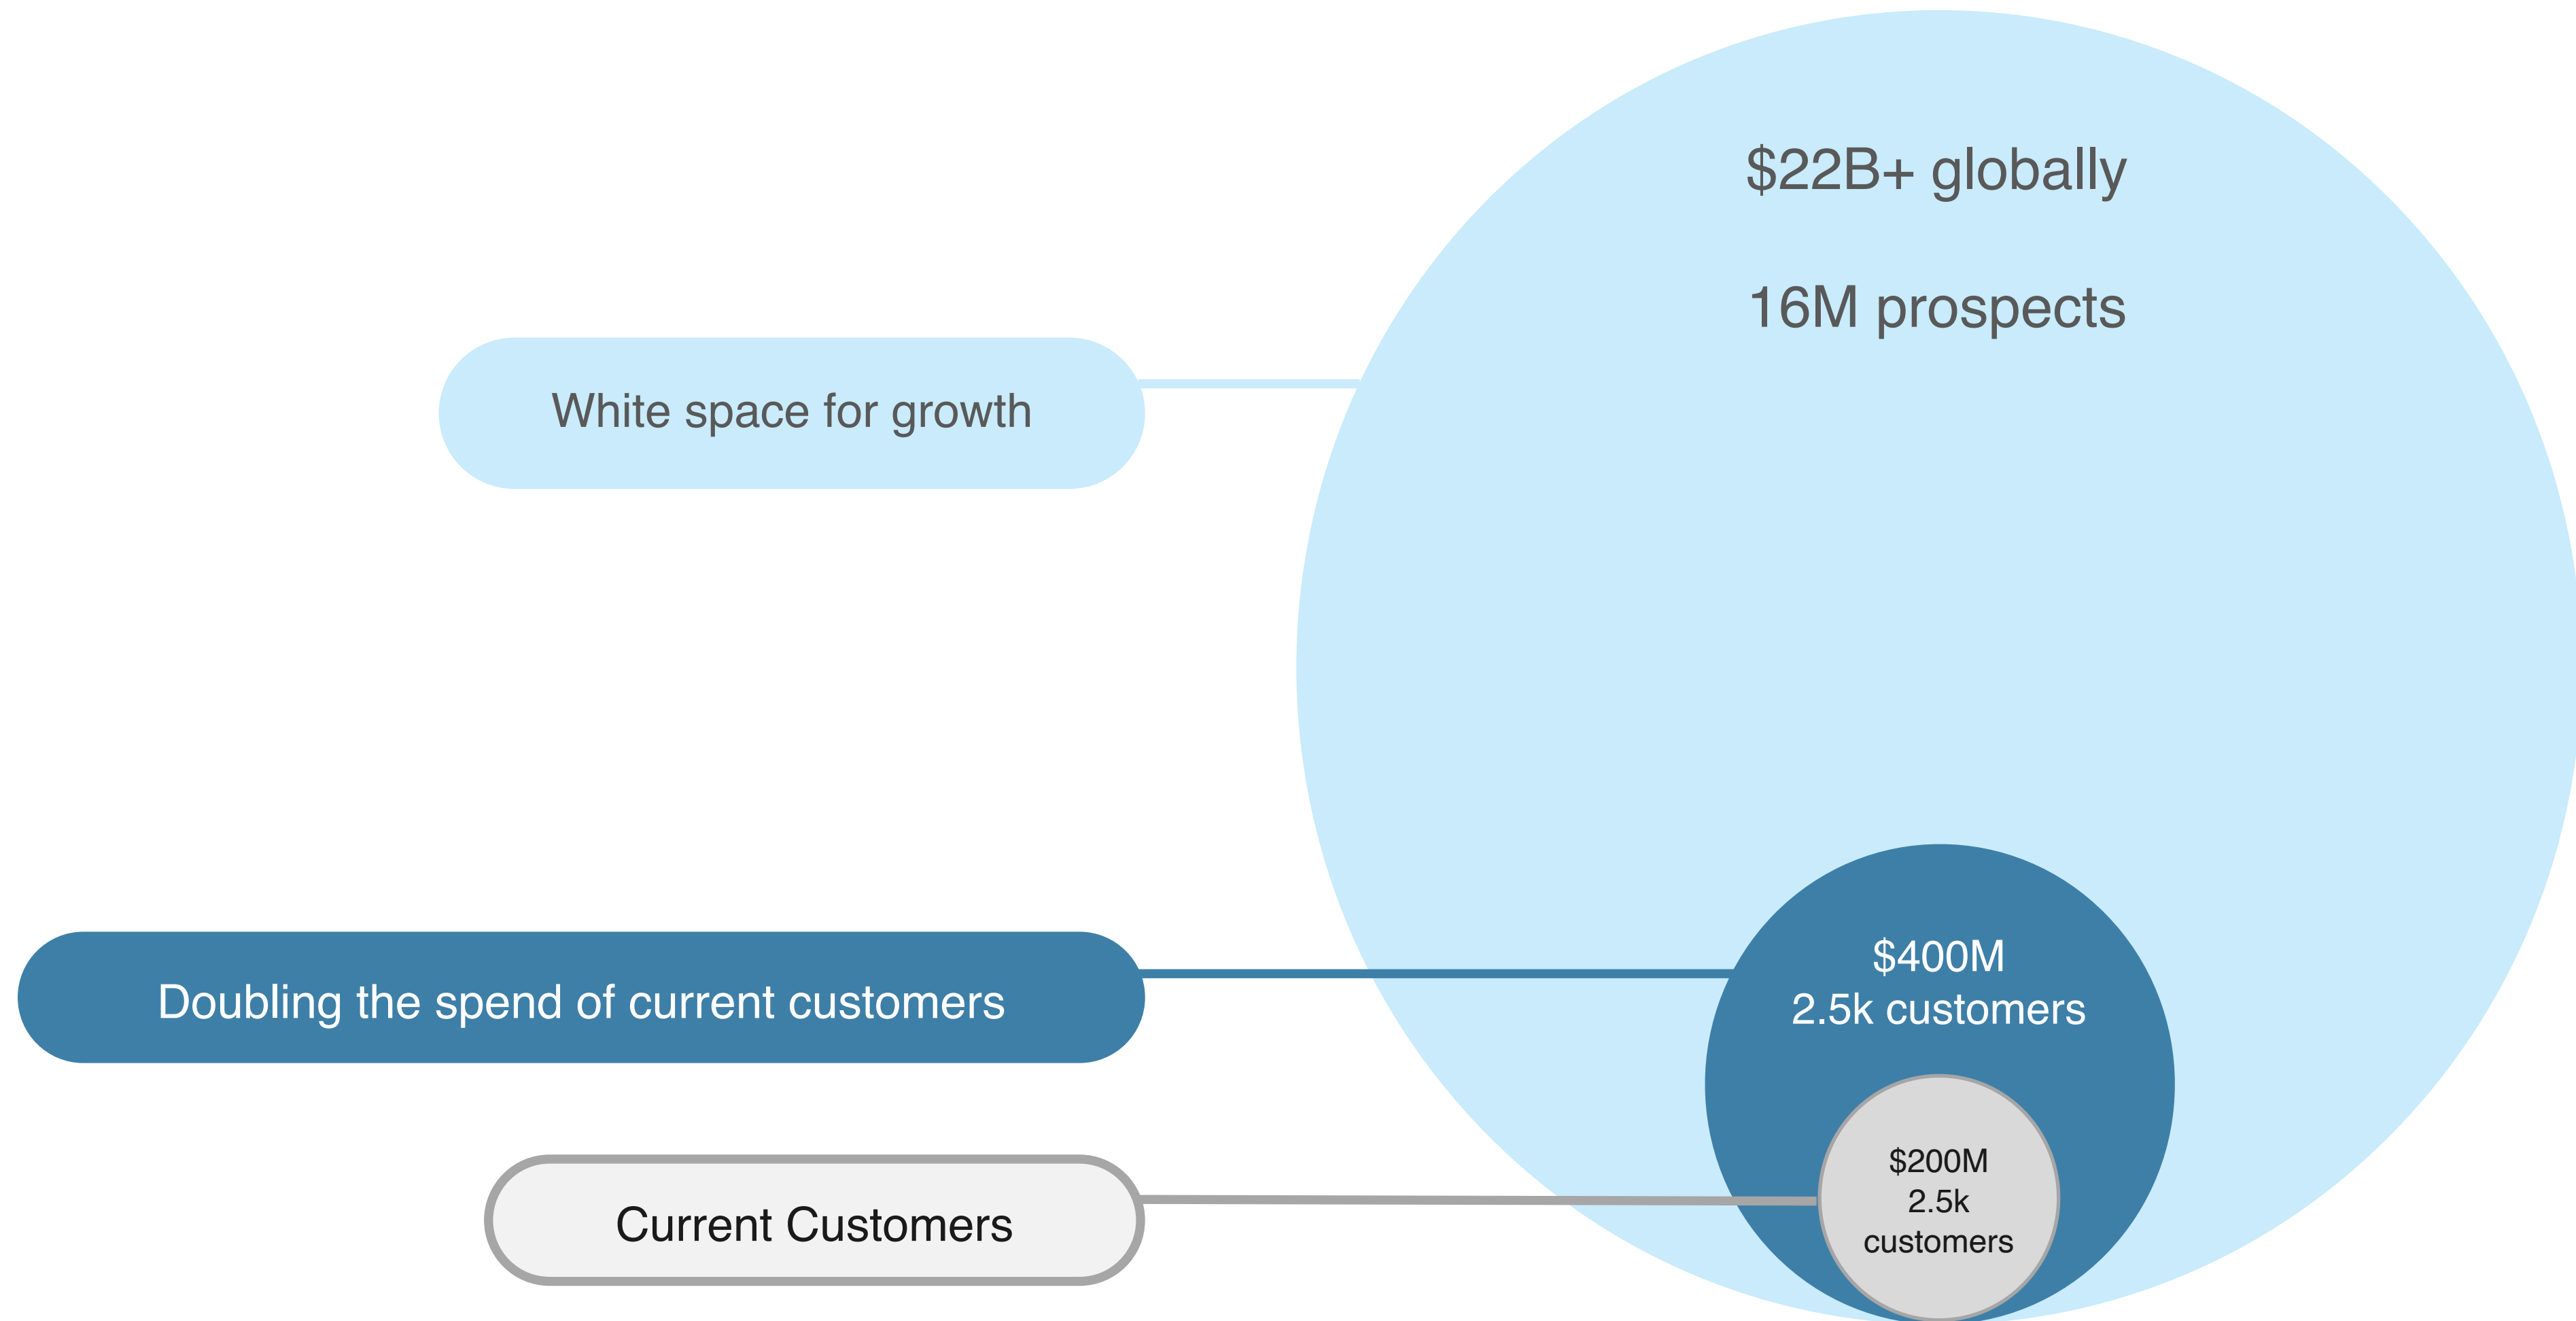 $22B+ globally
16M prospects
White space for growth
$400M
2.5k customers
Doubling the spend of current customers
$200M
2.5k
customers
Current Customers